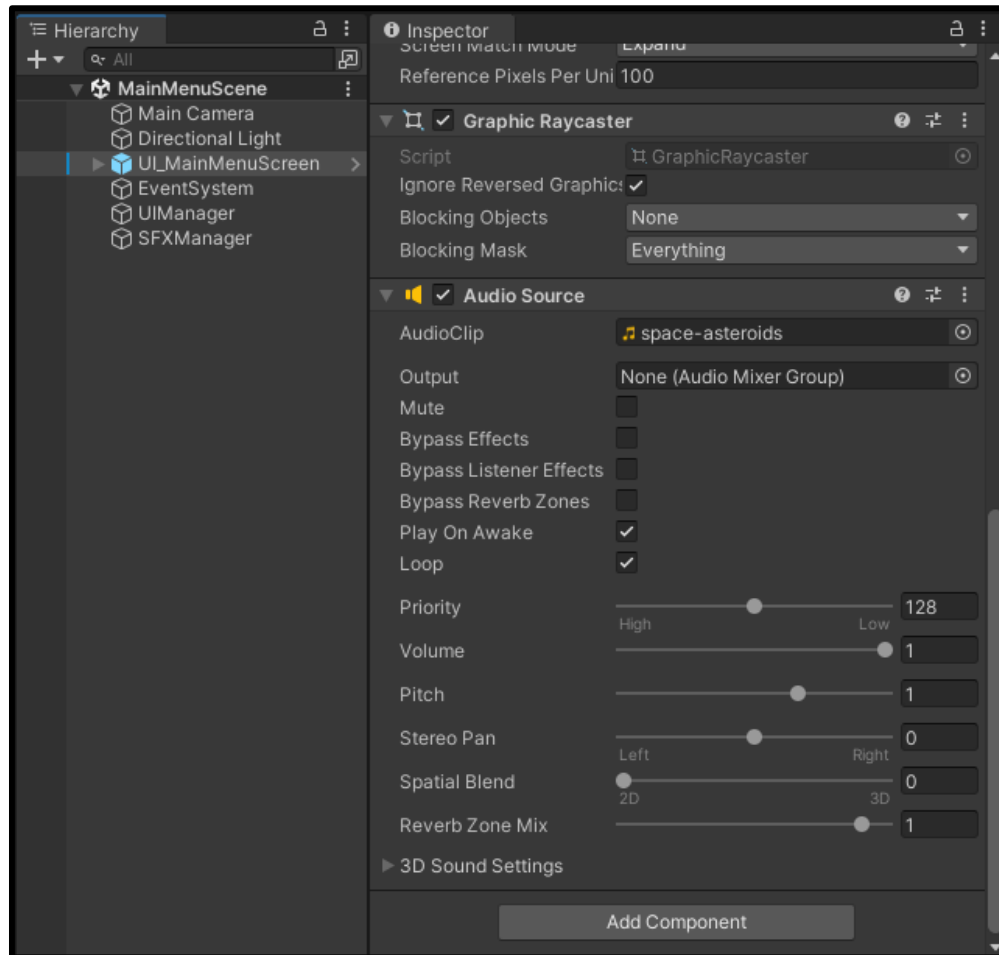 Hierarchy
All
MainMenuScene
Main Camera
Directional Light
UI_MainMenuScreen
EventSystem
UIManager
SFXManager
Inspector
Screen Match Mode Expand
Reference Pixels Per Uni 100
Graphic Raycaster
Script GraphicRaycaster
Ignore Reversed Graphics
Blocking Objects None
Blocking Mask Everything
Audio Source
AudioClip space-asteroids
Output None (Audio Mixer Group)
Mute
Bypass Effects
Bypass Listener Effects
Bypass Reverb Zones
Play On Awake
Loop
Priority 128
High Low
Volume 1
Pitch 1
Stereo Pan 0
Left Right
Spatial Blend 0
2D 3D
Reverb Zone Mix 1
3D Sound Settings
Add Component